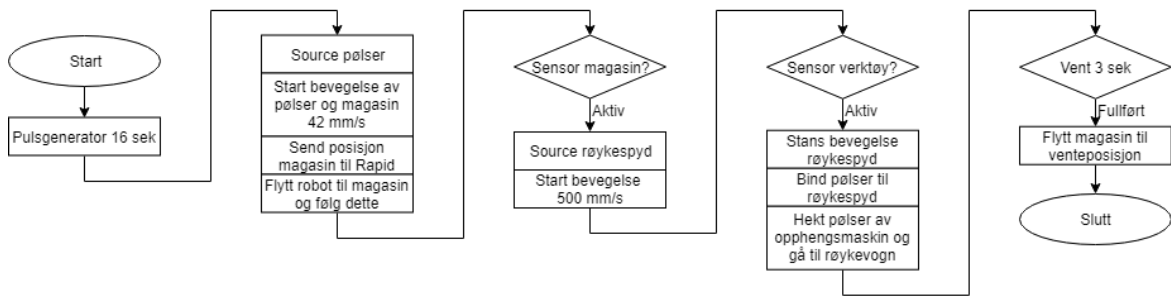 Start
Pulsgenerator 16 sek
Source pølser
Start bevegelse av
pølser og magasin
42 mm/s
Send posisjon
magasin til Rapid
Flytt robot til magasin
og følg dette
Sensor magasin?
Aktiv
Source røykespyd
Start bevegelse
500 mm/s
Sensor verktøy?
Aktiv
Stans bevegelse
røykespyd
Bind pølser til
røykespyd
Hekt pølser av
opphengsmaskin og
gå til røykevogn
Vent 3 sek
Fullført
Flytt magasin til
venteposisjon
Slutt